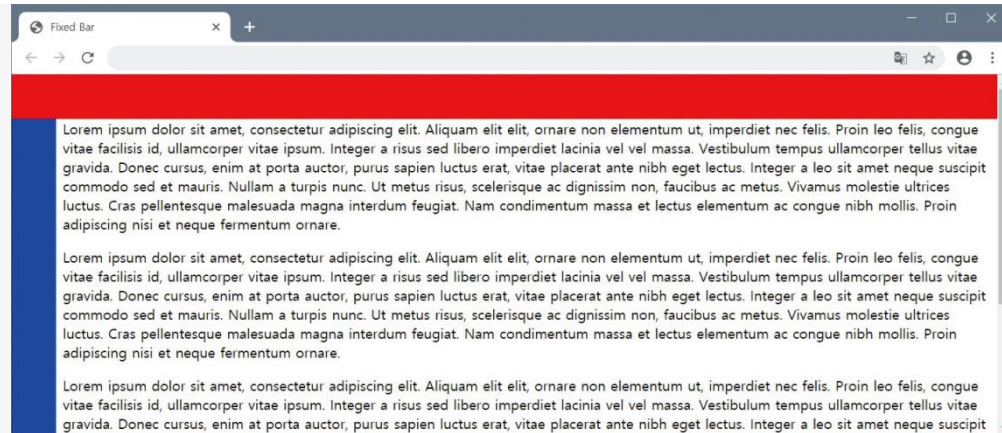 Fixed Bar
Lorem ipsum dolor sit amet, consectetur adipiscing elit. Aliquam elit elit, ornare non elementum ut, imperdiet nec felis. Proin leo felis, congue
vitae facilisis id, ullamcorper vitae ipsum. Integer a risus sed libero imperdiet lacinia vel vel massa. Vestibulum tempus ullamcorper tellus vitae
gravida. Donec cursus, enim at porta auctor, purus sapien luctus erat, vitae placerat ante nibh eget lectus. Integer a leo sit amet neque suscipit
commodo sed et mauris. Nullam a turpis nunc. Ut metus risus, scelerisque ac dignissim non, faucibus ac metus. Vivamus molestie ultrices
luctus. Cras pellentesque malesuada magna interdum feugiat. Nam condimentum massa et lectus elementum ac congue nibh mollis. Proin
adipiscing nisi et neque fermentum ornare.
Lorem ipsum dolor sit amet, consectetur adipiscing elit. Aliquam elit elit, ornare non elementum ut, imperdiet nec felis. Proin leo felis, congue
vitae facilisis id, ullamcorper vitae ipsum. Integer a risus sed libero imperdiet lacinia vel vel massa. Vestibulum tempus ullamcorper tellus vitae
gravida. Donec cursus, enim at porta auctor, purus sapien luctus erat, vitae placerat ante nibh eget lectus. Integer a leo sit amet neque suscipit
commodo sed et mauris. Nullam a turpis nunc. Ut metus risus, scelerisque ac dignissim non, faucibus ac metus. Vivamus molestie ultrices
luctus. Cras pellentesque malesuada magna interdum feugiat. Nam condimentum massa et lectus elementum ac congue nibh mollis. Proin
adipiscing nisi et neque fermentum ornare.
Lorem ipsum dolor sit amet, consectetur adipiscing elit. Aliquam elit elit, ornare non elementum ut, imperdiet nec felis. Proin leo felis, congue
vitae facilisis id, ullamcorper vitae ipsum. Integer a risus sed libero imperdiet lacinia vel vel massa. Vestibulum tempus ullamcorper tellus vitae
gravida. Donec cursus, enim at porta auctor, purus sapien luctus erat, vitae placerat ante nibh eget lectus. Integer a leo sit amet neque suscipit